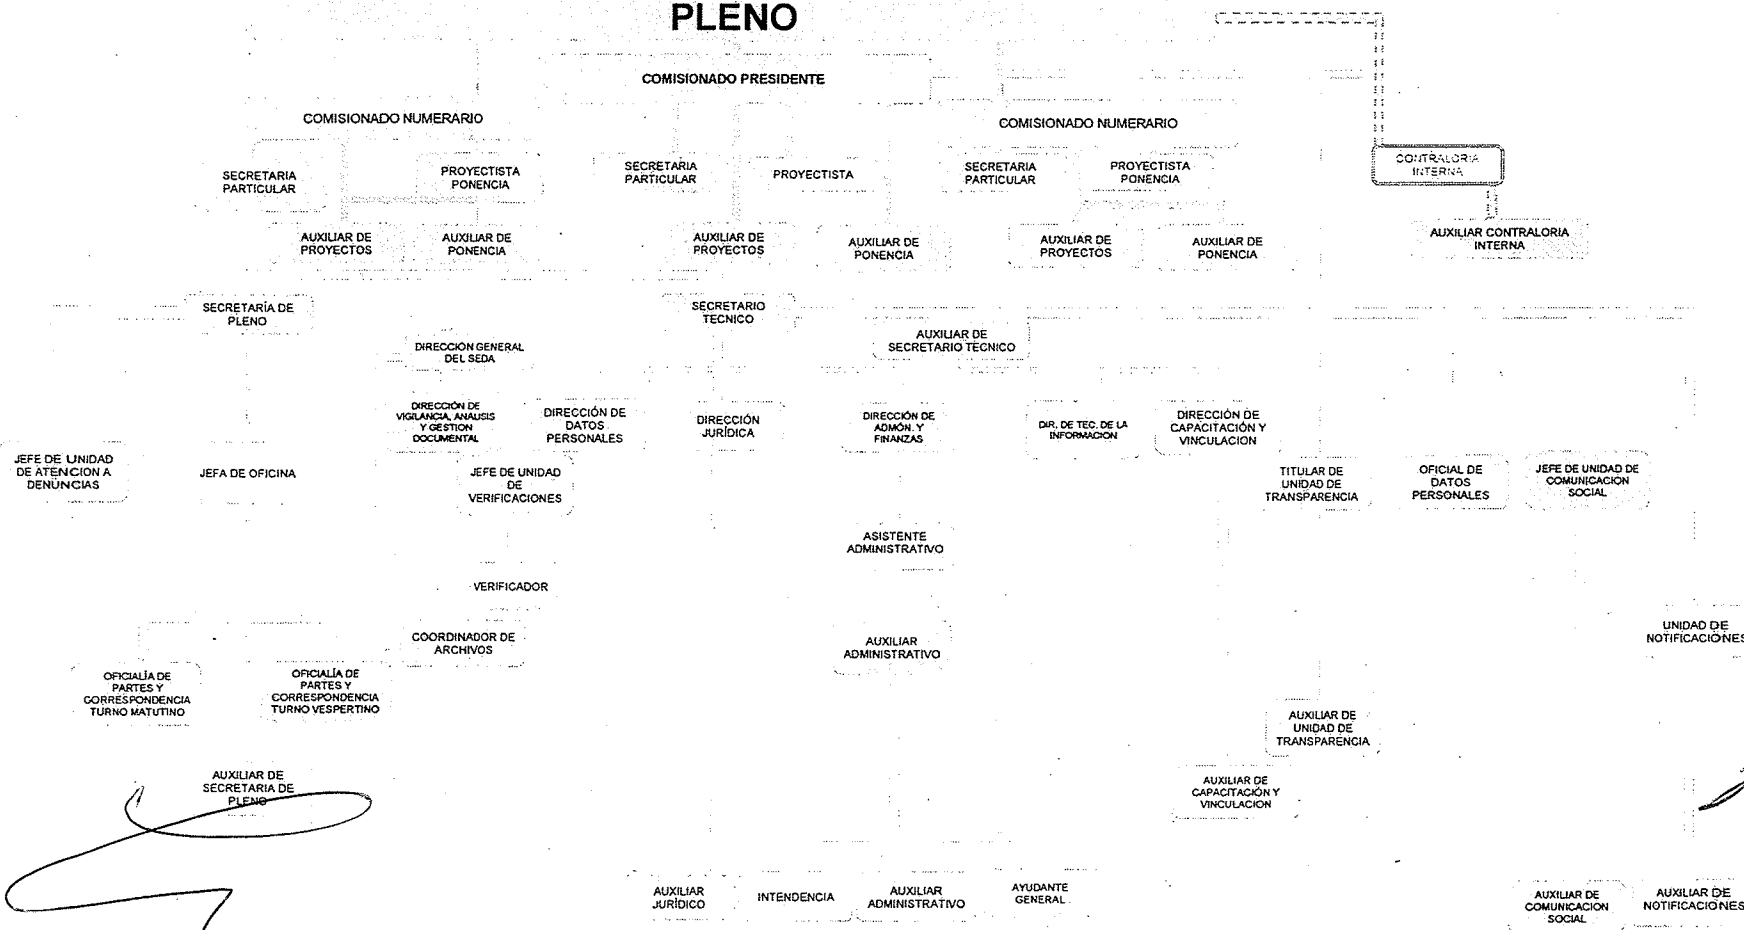 PLENO
COMISIONADO PRESIDENTE
COMISIONADO NUMERARIO
COMISIONADO NUMERARIO
SECRETARIA
PARTICULAR
PROYECTISTA
PONENCIA
SECRETARIA
PARTICULAR
PROYECTISTA
SECRETARIA
PARTICULAR
PROYECTISTA
PONENCIA
CONTRALORIA
INTERNA
AUXILIAR DE
PROYECTOS
AUXILIAR DE
PONENCIA
AUXILIAR DE
PROYECTOS
AUXILIAR DE
PONENCIA
AUXILIAR DE
PROYECTOS
AUXILIAR DE
PONENCIA
AUXILIAR CONTRALORIA
INTERNA
SECRETARÍA DE
PLENO
SECRETARIO
TECNICO
AUXILIAR DE
SECRETARIO TECNICO
DIRECCIÓN GENERAL
DEL SEDA
DIRECCIÓN DE
VIGILANCIA, ANALISIS
Y GESTION
DOCUMENTAL
DIRECCIÓN DE
DATOS
PERSONALES
DIRECCIÓN
JURÍDICA
DIRECCIÓN DE
ADMÓN. Y
FINANZAS
DIR. DE TEC. DE LA
INFORMACION
DIRECCIÓN DE
CAPACITACIÓN Y
VINCULACION
JEFE DE UNIDAD
DE ATENCION A
DENUNCIAS
JEFA DE OFICINA
JEFE DE UNIDAD
DE
VERIFICACIONES
TITULAR DE
UNIDAD DE
TRANSPARENCIA
OFICIAL DE
DATOS
PERSONALES
JEFE DE UNIDAD DE
COMUNICACION
SOCIAL
ASISTENTE
ADMINISTRATIVO
VERIFICADOR
COORDINADOR DE
ARCHIVOS
AUXILIAR
ADMINISTRATIVO
UNIDAD DE
NOTIFICACIONES
OFICIALÍA DE
PARTES Y
CORRESPONDENCIA
TURNO MATUTINO
OFICIALÍA DE
PARTES Y
CORRESPONDENCIA
TURNO VESPERTINO
AUXILIAR DE
UNIDAD DE
TRANSPARENCIA
AUXILIAR DE
SECRETARIA DE
PLENO
AUXILIAR DE
CAPACITACIÓN Y
VINCULACION
AUXILIAR
JURÍDICO
INTENDENCIA
AUXILIAR
ADMINISTRATIVO
AYUDANTE
GENERAL
AUXILIAR DE
COMUNICACION
SOCIAL
AUXILIAR DE
NOTIFICACIONES